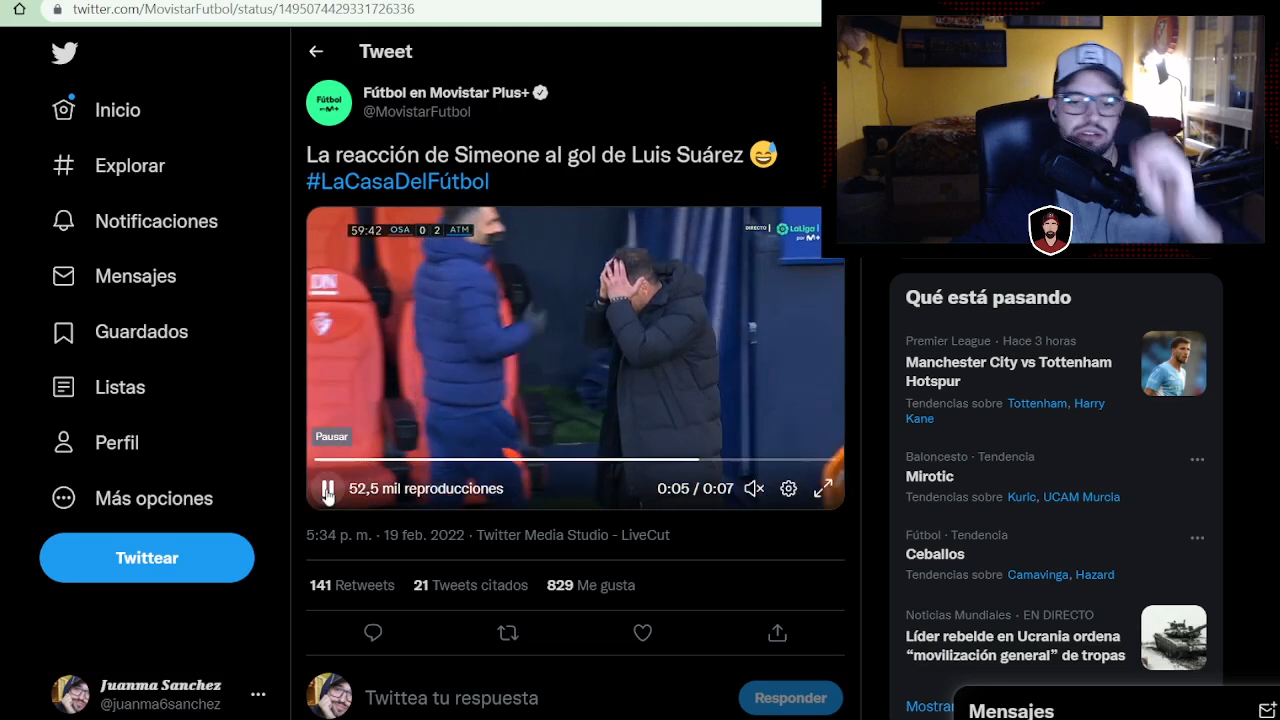 twitter.com/MovistarFutbol/status/1495074429331726336
Inicio
Explorar
Notificaciones
Mensajes
Guardados
Listas
Perfil
Más opciones
Twittear
Juanma Sanchez
@juanma6sanchez
Tweet
Fútbol en M+
Fútbol en Movistar Plus+
@MovistarFutbol
La reacción de Simeone al gol de Luis Suárez 😅
#LaCasaDelFútbol
59:42 OSA 0 2 ATM
DIRECTO LaLiga
por M+
Pausar
52,5 mil reproducciones
0:05 / 0:07
5:34 p. m. · 19 feb. 2022 · Twitter Media Studio - LiveCut
141 Retweets 21 Tweets citados 829 Me gusta
Twittea tu respuesta
Responder
Qué está pasando
Premier League · Hace 3 horas
Manchester City vs Tottenham
Hotspur
Tendencias sobre Tottenham, Harry
Kane
Baloncesto · Tendencia
Mirotic
Tendencias sobre Kuric, UCAM Murcia
Fútbol · Tendencia
Ceballos
Tendencias sobre Camavinga, Hazard
Noticias Mundiales · EN DIRECTO
Líder rebelde en Ucrania ordena
“movilización general” de tropas
Mostrar
Mensajes